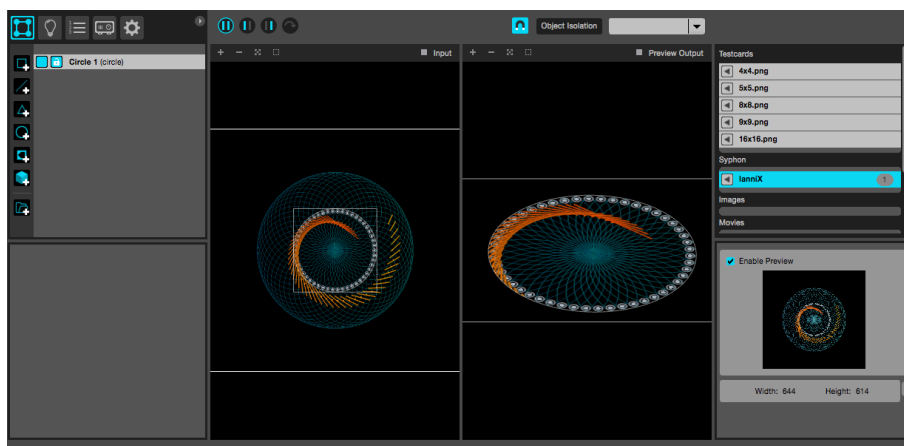 Object Isolation
Circle 1 (circle)
Input
Preview Output
Testcards
4x4.png
5x5.png
8x8.png
9x9.png
16x16.png
Syphon
IanniX 1
Images
Movies
Enable Preview
Width: 644 Height: 614